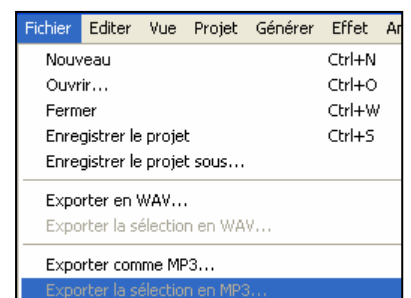 Fichier Editer Vue Projet Générer Effet Ar
Nouveau Ctrl+N
Ouvrir... Ctrl+O
Fermer Ctrl+W
Enregistrer le projet Ctrl+S
Enregistrer le projet sous...
Exporter en WAV...
Exporter la sélection en WAV...
Exporter comme MP3...
Exporter la sélection en MP3...